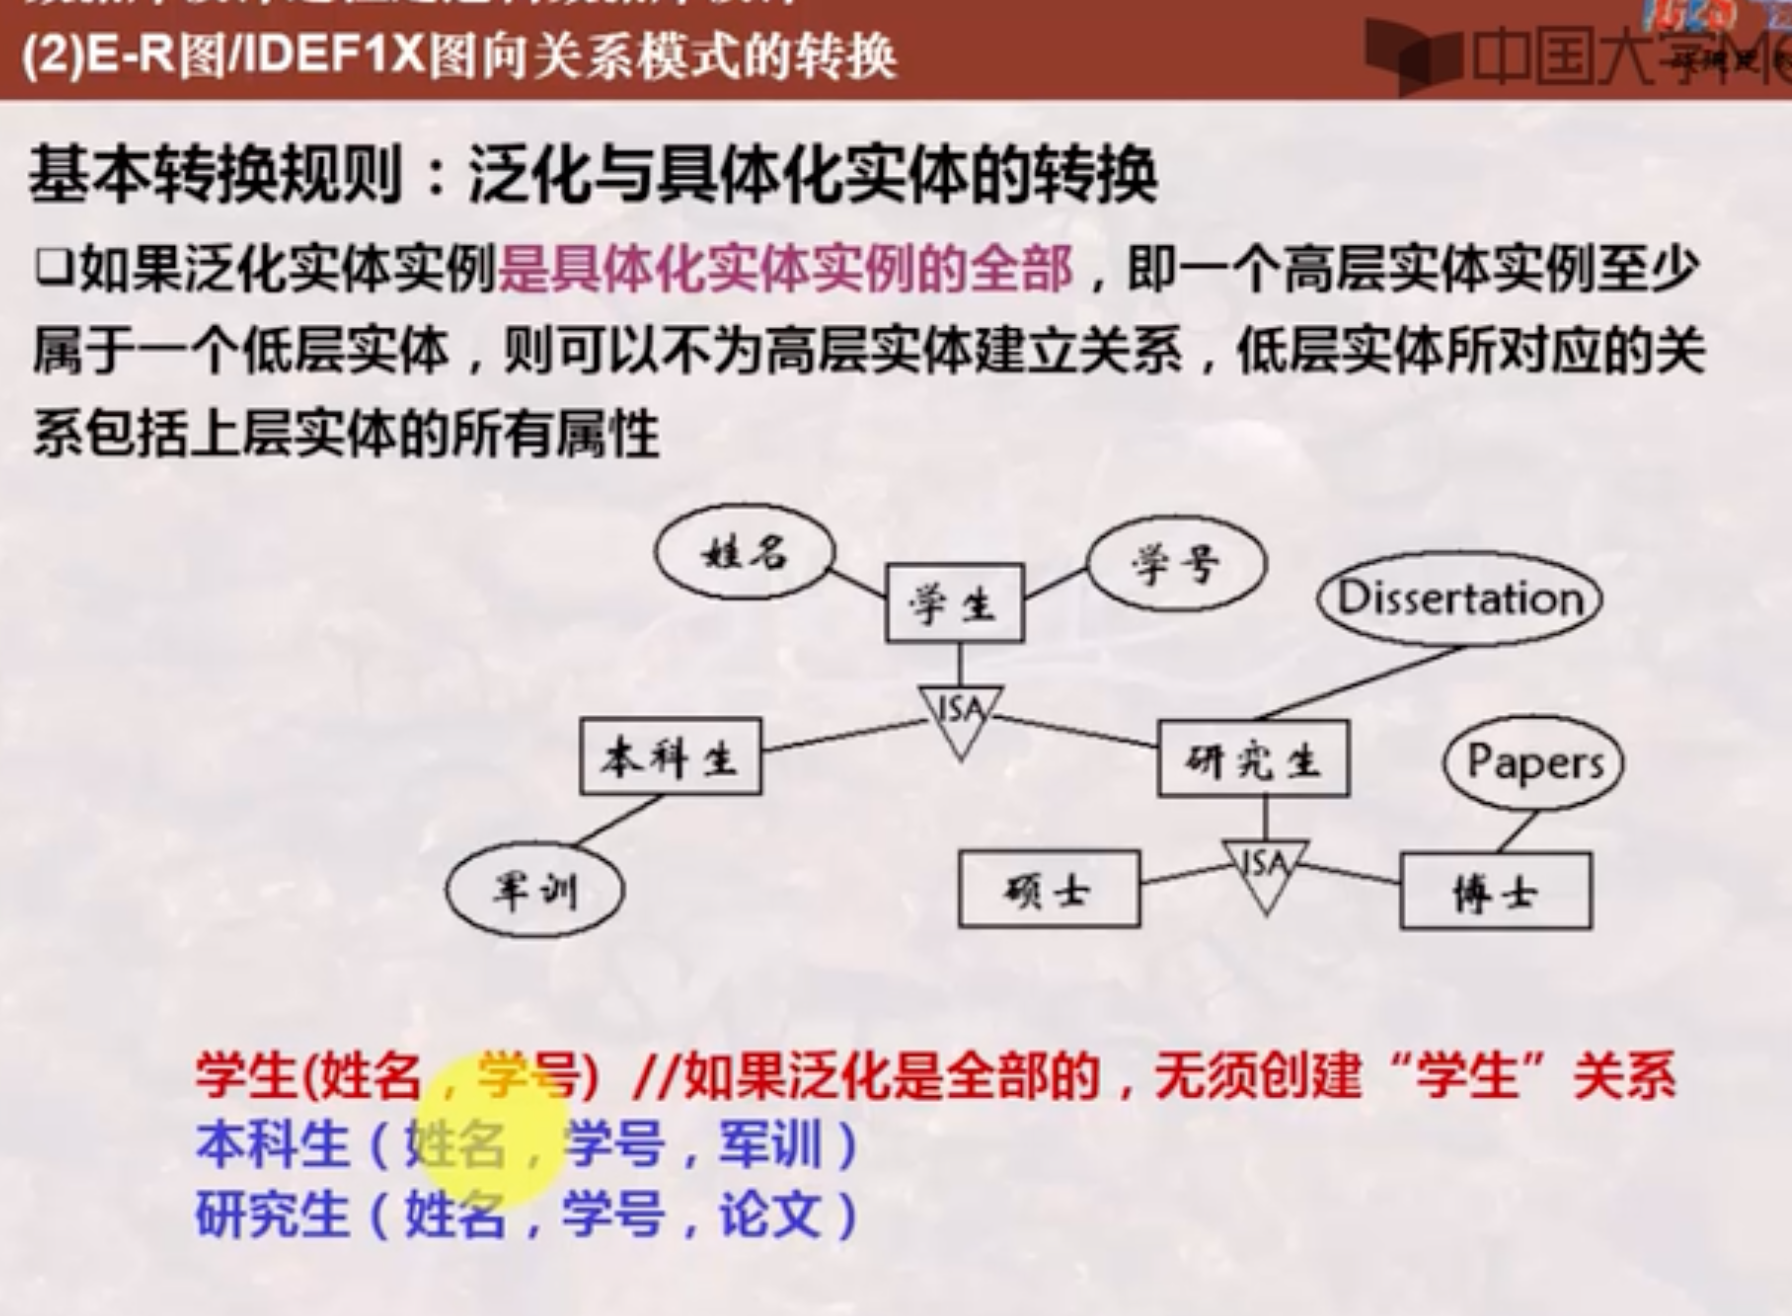 (2)E-R图/IDEF1X图向关系模式的转换
中国大学M
基本转换规则：泛化与具体化实体的转换
❑如果泛化实体实例是具体化实体实例的全部，即一个高层实体实例至少
属于一个低层实体，则可以不为高层实体建立关系，低层实体所对应的关
系包括上层实体的所有属性
姓名
学生
学号
Dissertation
ISA
本科生
研究生
Papers
军训
硕士
ISA
博士
学生(姓名，学号) //如果泛化是全部的，无须创建“学生”关系
本科生（姓名，学号，军训）
研究生（姓名，学号，论文）